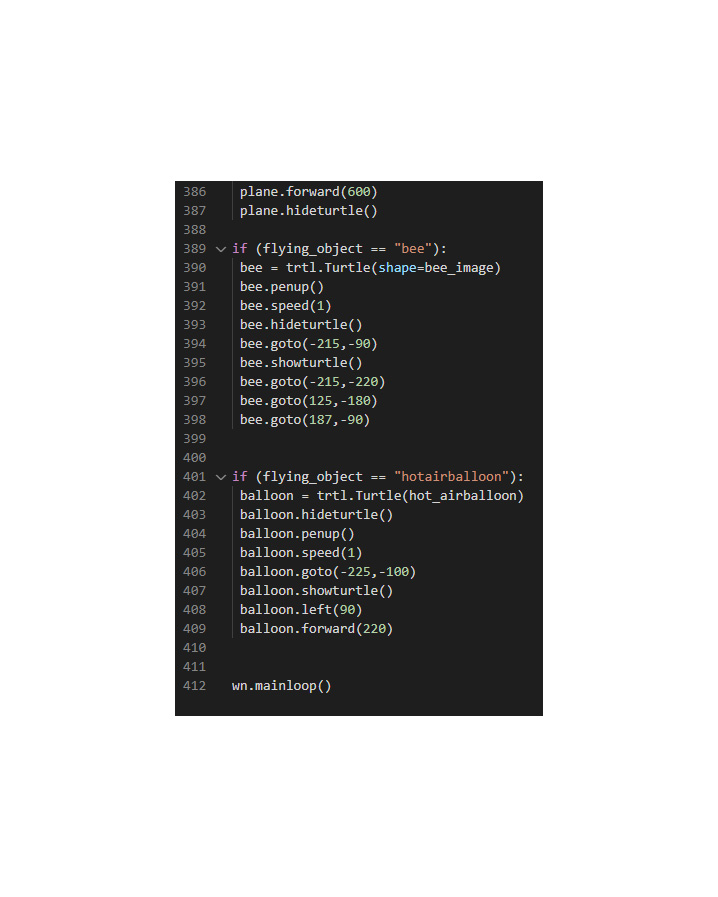 386 plane.forward(600)
387 plane.hideturtle()
388
389 if (flying_object == "bee"):
390 bee = trtl.Turtle(shape=bee_image)
391 bee.penup()
392 bee.speed(1)
393 bee.hideturtle()
394 bee.goto(-215,-90)
395 bee.showturtle()
396 bee.goto(-215,-220)
397 bee.goto(125,-180)
398 bee.goto(187,-90)
399
400
401 if (flying_object == "hotairballoon"):
402 balloon = trtl.Turtle(hot_airballoon)
403 balloon.hideturtle()
404 balloon.penup()
405 balloon.speed(1)
406 balloon.goto(-225,-100)
407 balloon.showturtle()
408 balloon.left(90)
409 balloon.forward(220)
410
411
412 wn.mainloop()